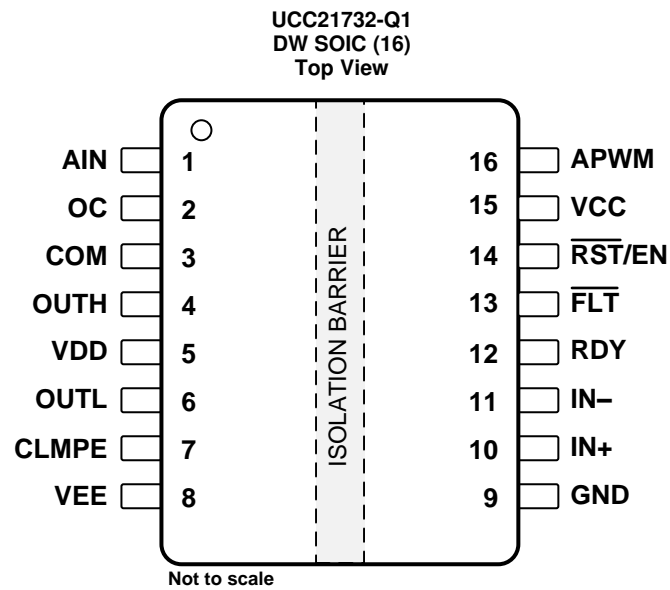 UCC21732-Q1
DW SOIC (16)
Top View
AIN 1 16 APWM
OC 2 15 VCC
COM 3 14 R̅S̅T̅/EN
OUTH 4 13 F̅L̅T̅
VDD 5 12 RDY
OUTL 6 11 IN−
CLMPE 7 10 IN+
VEE 8 9 GND
ISOLATION BARRIER
Not to scale